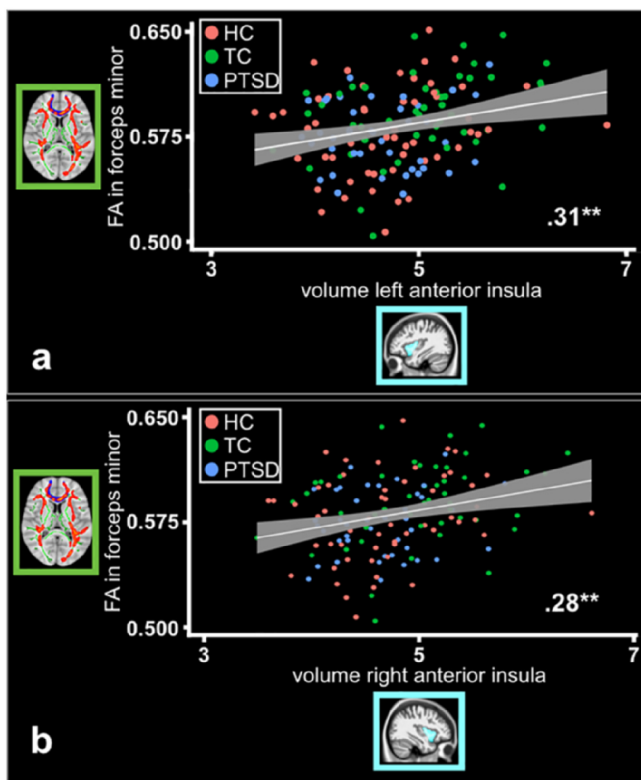 0.650
HC
TC
PTSD
FA in forceps minor
0.575
.31**
0.500
3
5
7
volume left anterior insula
a
0.650
HC
TC
PTSD
FA in forceps minor
0.575
.28**
0.500
3
5
7
volume right anterior insula
b